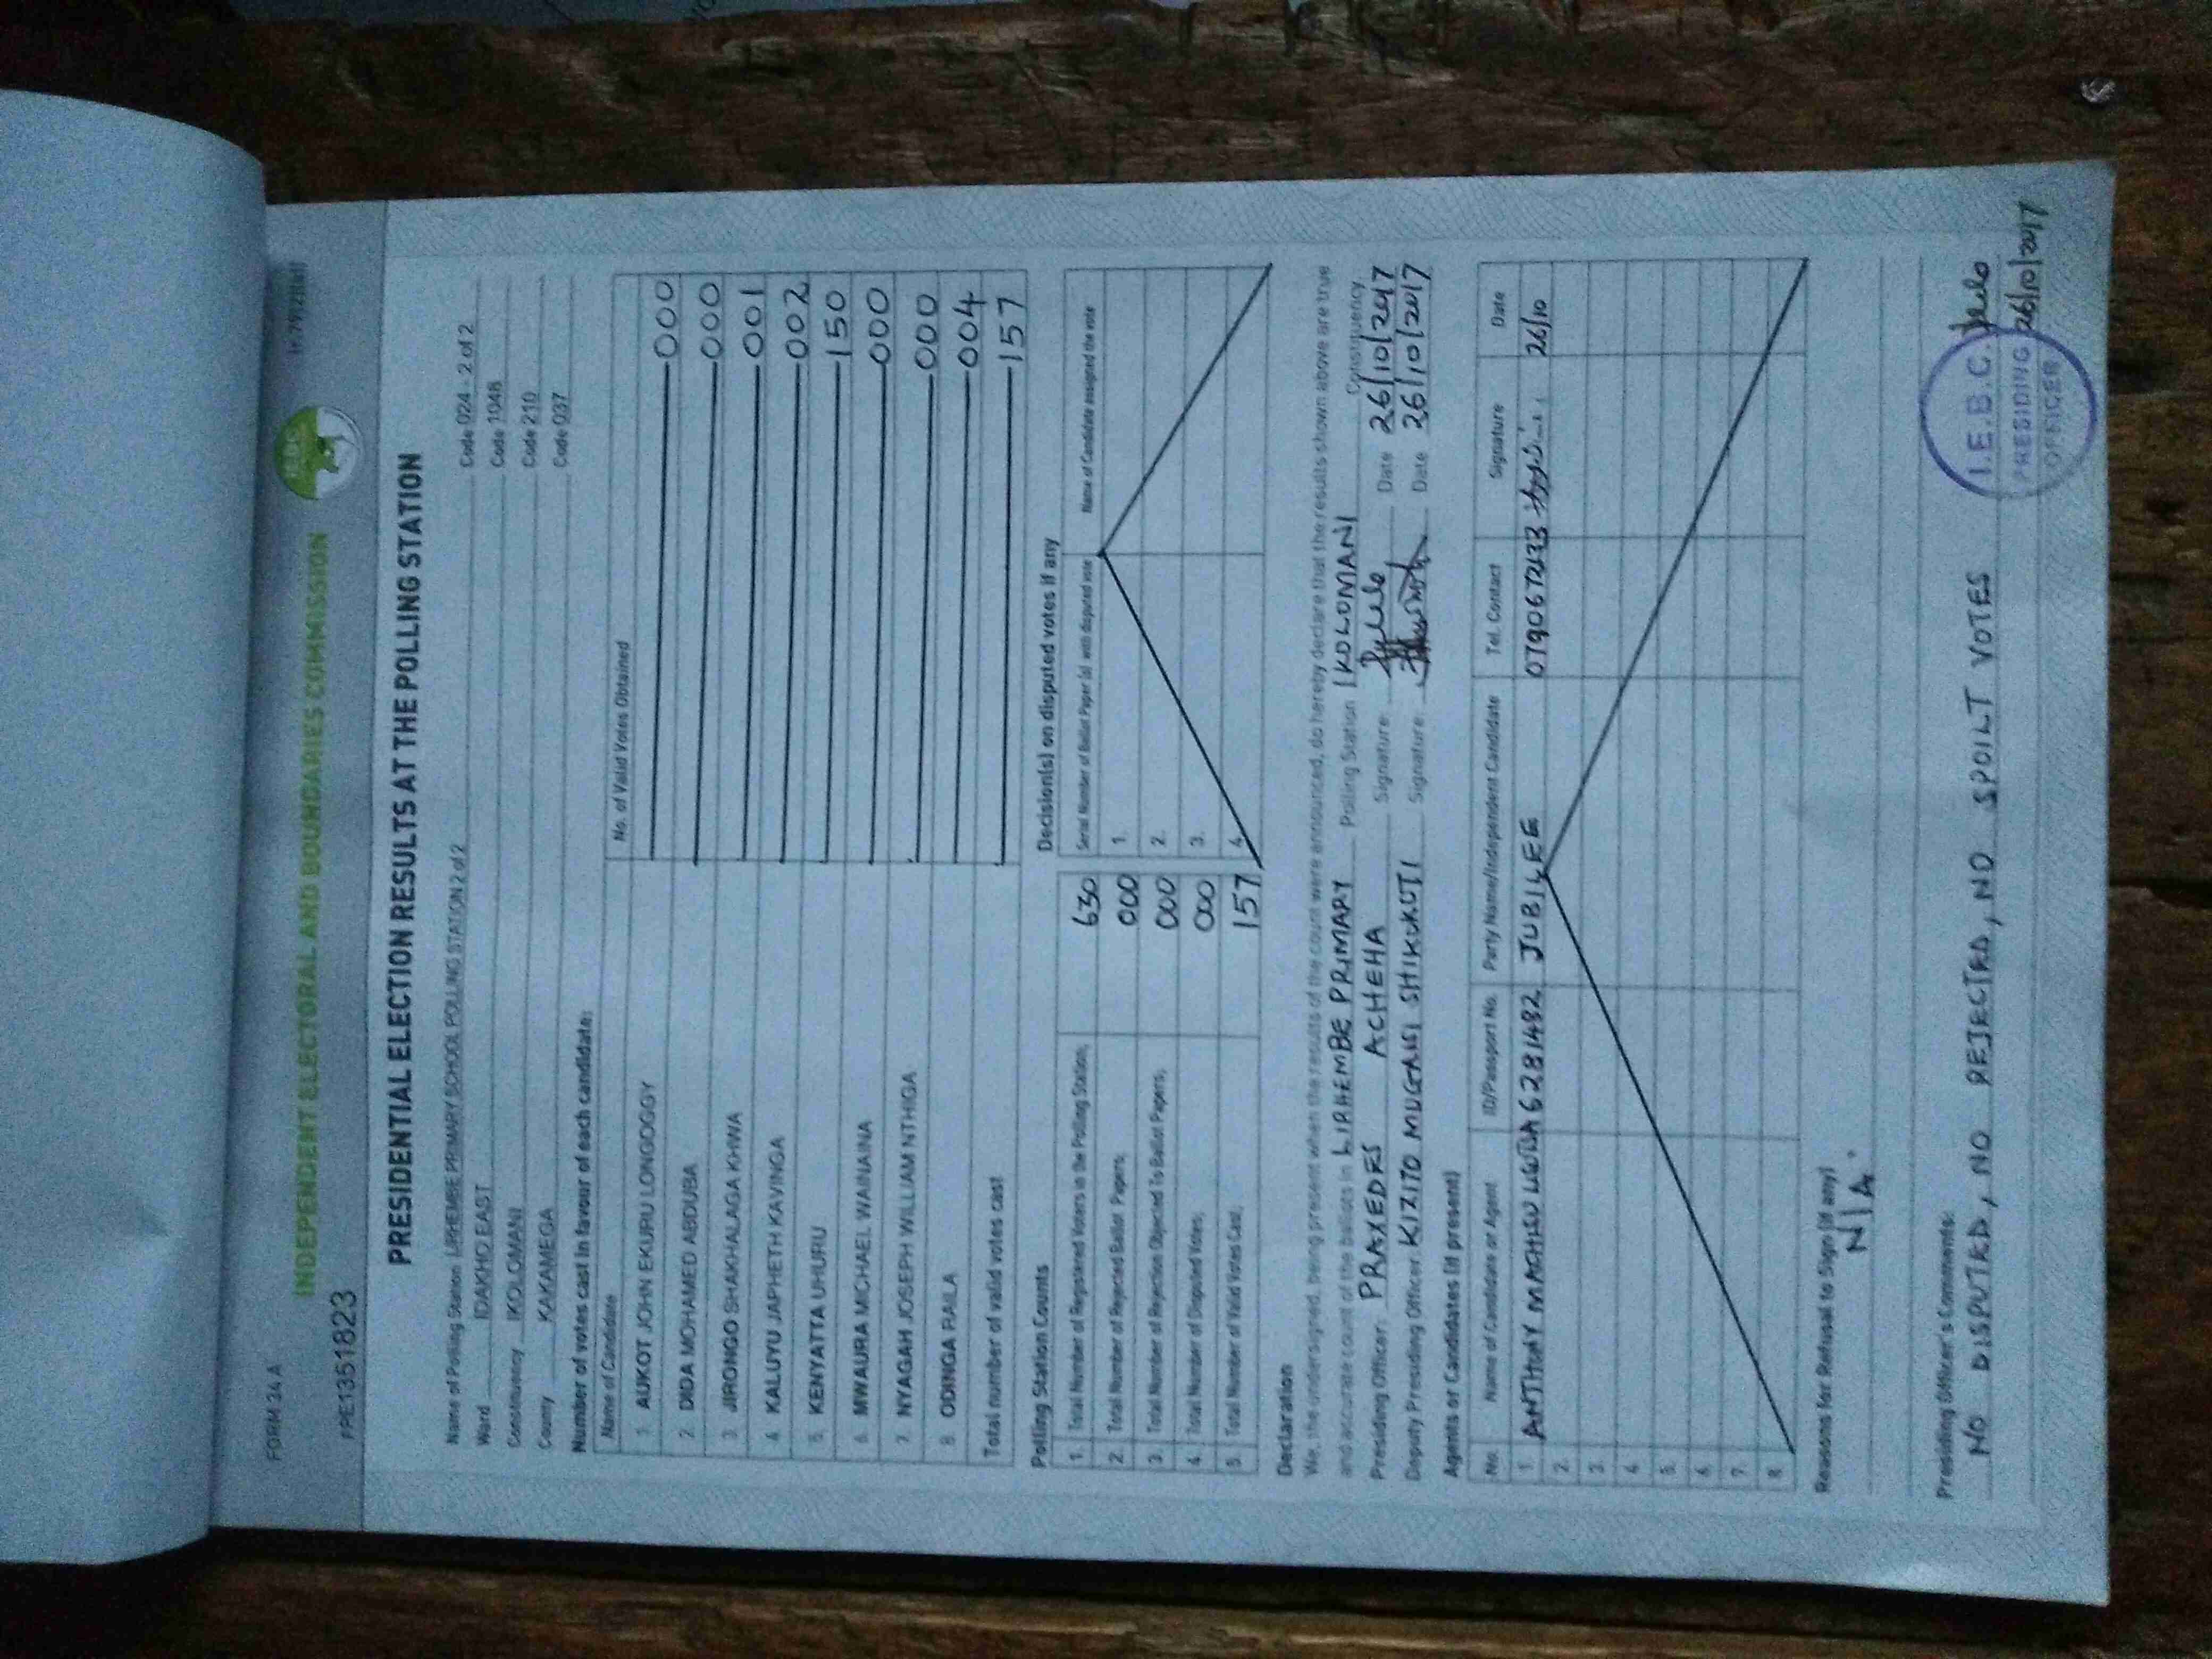 FORM 34 A
INDEPENDENT ELECTORAL AND BOUNDARIES COMMISSION
PPE1351823
PRESIDENTIAL ELECTION RESULTS AT THE POLLING STATION
Name of Polling Station LIREMBE PRIMARY SCHOOL POLLING STATION 2 of 2 Code 024 - 2 of 2
Ward IDAKHO EAST Code 1048
Constituency IKOLOMANI Code 210
County KAKAMEGA Code 037
Number of votes cast in favour of each candidate:
Name of Candidate No. of Valid Votes Obtained
1. AUKOT JOHN EKURU LONGOGGY 000
2. DIDA MOHAMED ABDUBA 000
3. JIRONGO SHAKHALAGA KHWA 001
4. KALUYU JAPHETH KAVINGA 002
5. KENYATTA UHURU 150
6. MWAURA MICHAEL WAINAINA 000
7. NYAGAH JOSEPH WILLIAM NTHIGA 000
8. ODINGA RAILA 004
Total number of valid votes cast 157
Polling Station Counts
1. Total Number of Registered Voters in the Polling Station; 630
2. Total Number of Rejected Ballot Papers; 000
3. Total Number of Rejection Objected To Ballot Papers; 000
4. Total Number of Disputed Votes; 000
5. Total Number of Valid Votes Cast; 157
Decision(s) on disputed votes if any
Serial Number of Ballot Paper (s) with disputed vote Name of Candidate assigned the vote
1.
2.
3.
4.
Declaration
We, the undersigned, being present when the results of the count were announced, do hereby declare that the results shown above are true
and accurate count of the ballots in LIRHEMBE PRIMARY Polling Station IKOLOMANI Constituency.
Presiding Officer: PRAXEDES ACHEHA Signature: Date 26/10/2017
Deputy Presiding Officer KIZITO MUGASI SHIKUKUTI Signature: Date 26/10/2017
Agents or Candidates (if present)
No. Name of Candidate or Agent ID/Passport No. Party Name/Independent Candidate Tel. Contact Signature Date
1. ANTHONY MACHESU 6281482 JUBILEE 26/10
2.
3.
4.
5.
6.
7.
8.
Reasons for Refusal to Sign (if any)
N/A.
Presiding Officer's Comments:
NO DISPUTED, NO REJECTED, NO SPOILT VOTES
I.E.B.C.
PRESIDING
OFFICER
26/10/2017